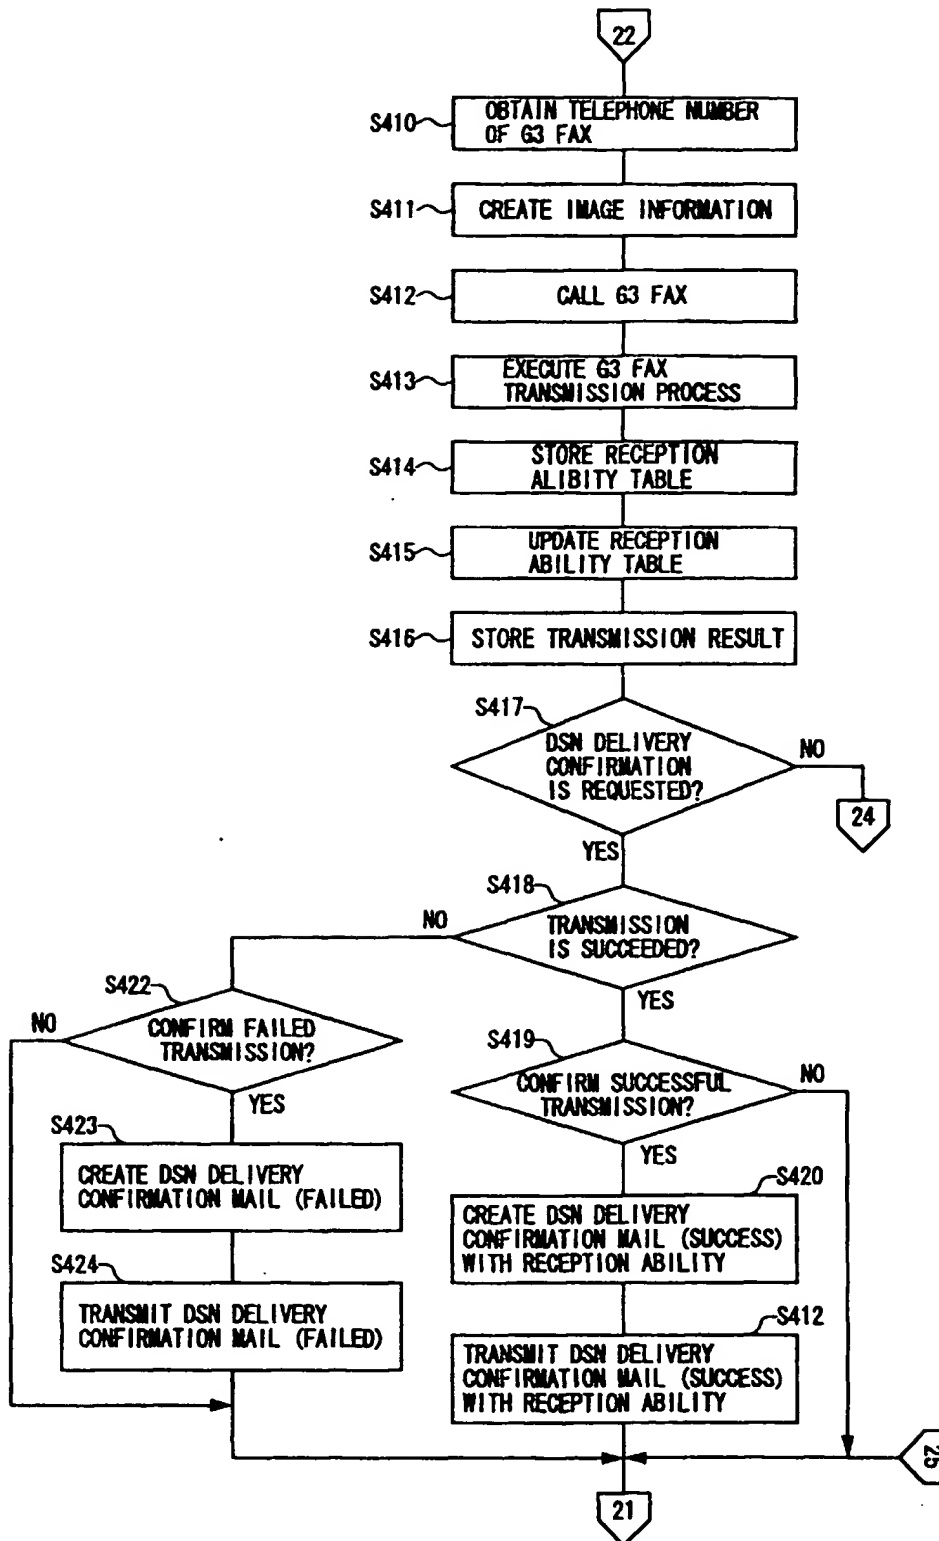 22
S410
OBTAIN TELEPHONE NUMBER
OF G3 FAX
S411
CREATE IMAGE INFORMATION
S412
CALL G3 FAX
S413
EXECUTE G3 FAX
TRANSMISSION PROCESS
S414
STORE RECEPTION
ALIBITY TABLE
S415
UPDATE RECEPTION
ABILITY TABLE
S416
STORE TRANSMISSION RESULT
S417
DSN DELIVERY
CONFIRMATION
IS REQUESTED?
NO
24
YES
S418
NO
TRANSMISSION
IS SUCCEEDED?
YES
S422
NO
CONFIRM FAILED
TRANSMISSION?
YES
S419
CONFIRM SUCCESSFUL
TRANSMISSION?
NO
YES
S423
CREATE DSN DELIVERY
CONFIRMATION MAIL (FAILED)
S420
CREATE DSN DELIVERY
CONFIRMATION MAIL (SUCCESS)
WITH RECEPTION ABILITY
S424
TRANSMIT DSN DELIVERY
CONFIRMATION MAIL (FAILED)
S412
TRANSMIT DSN DELIVERY
CONFIRMATION MAIL (SUCCESS)
WITH RECEPTION ABILITY
25
21